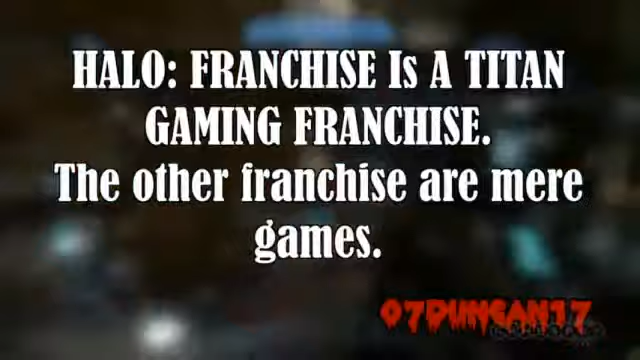 HALO: FRANCHISE Is A TITAN
GAMING FRANCHISE.
The other franchise are mere
games.
07DUNCAN17